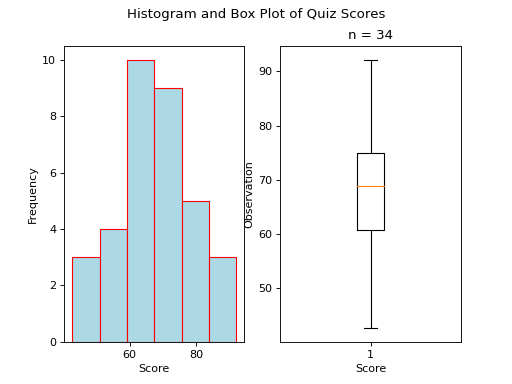 Histogram and Box Plot of Quiz Scores
n = 34
10
8
6
4
2
0
Frequency
60 80
Score
90
80
70
60
50
Observation
1
Score